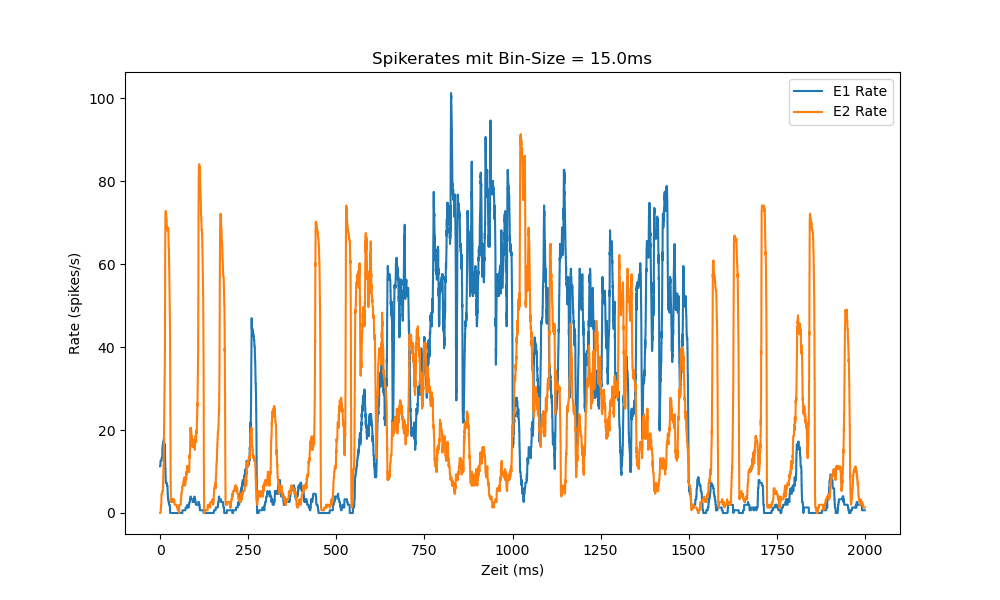 Spikerates mit Bin-Size = 15.0ms
E1 Rate
E2 Rate
100
80
60
40
20
0
Rate (spikes/s)
0 250 500 750 1000 1250 1500 1750 2000
Zeit (ms)